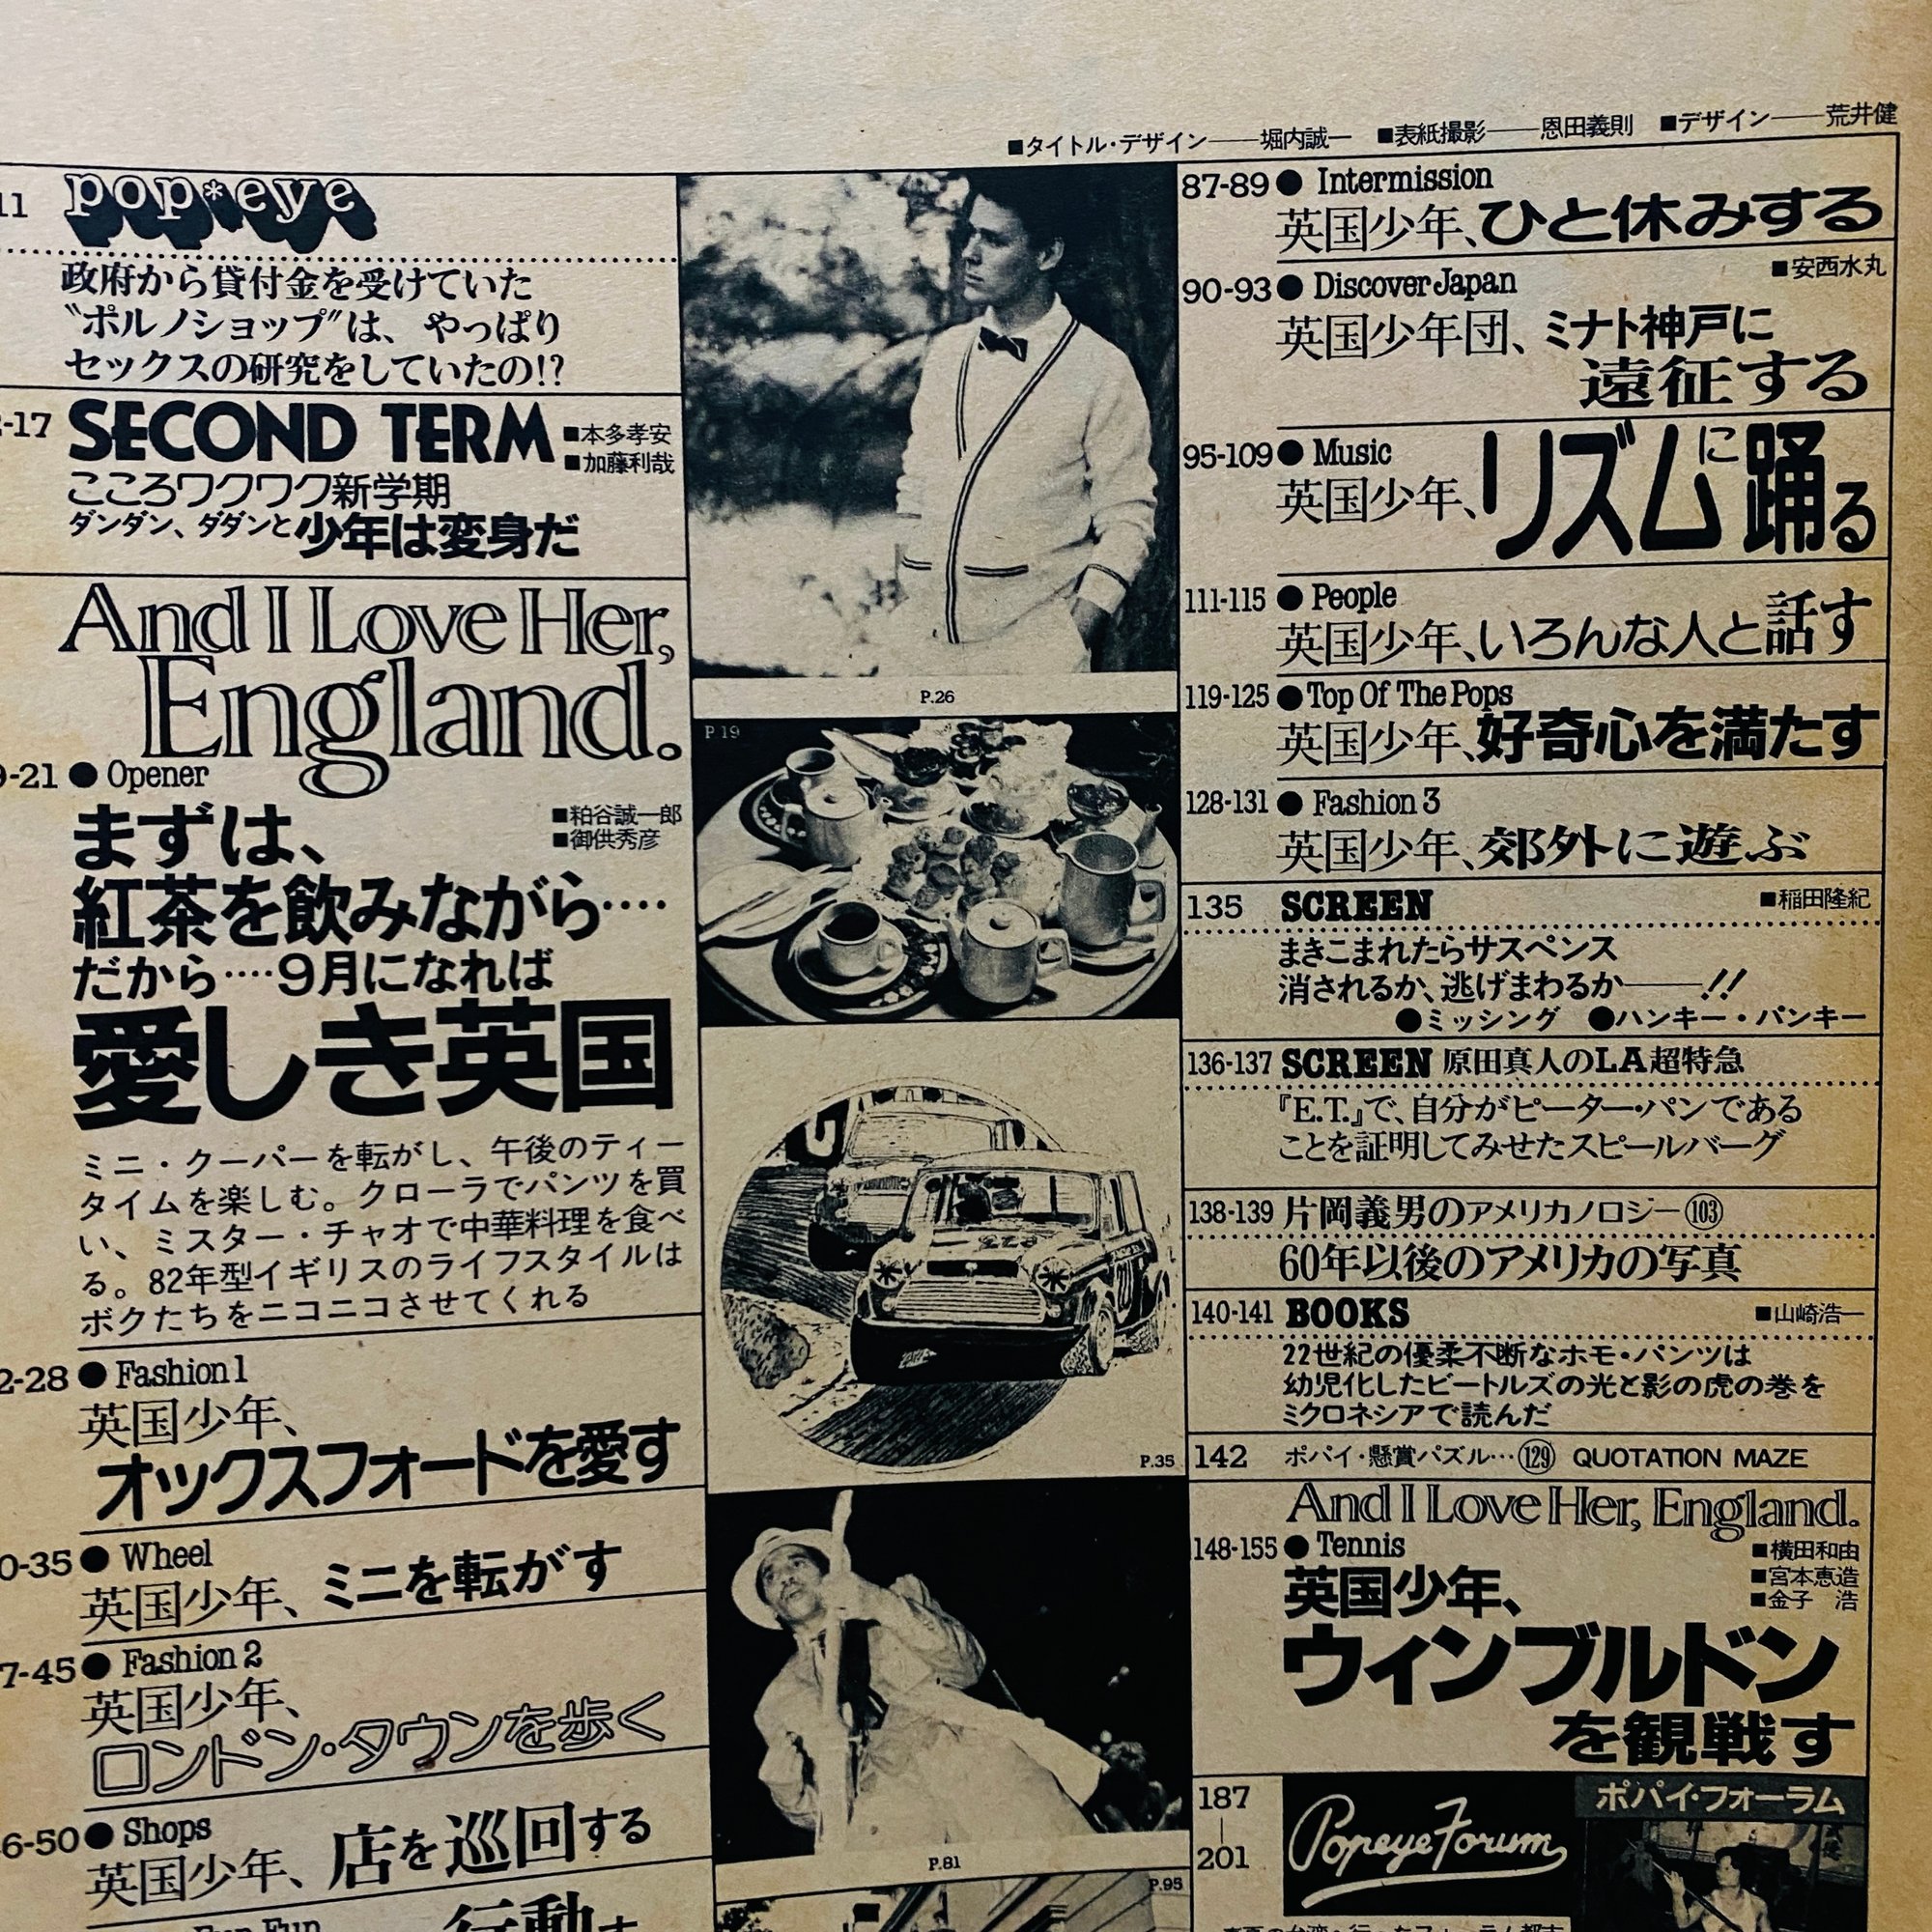 ■タイトル・デザイン——堀内誠一 ■表紙撮影——恩田義則 ■デザイン——荒井健
11
pop*eye
政府から貸付金を受けていた
〝ポルノショップ〟は、やっぱり
セックスの研究をしていたの!?
-17 SECOND TERM
■本多孝安
■加藤利哉
こころワクワク新学期
ダンダン、ダダンと少年は変身だ
And I Love Her,
England.
9-21 ● Opener
■粕谷誠一郎
■御供秀彦
まずは、
紅茶を飲みながら‥‥
だから‥‥9月になれば
愛しき英国
ミニ・クーパーを転がし、午後のティー
タイムを楽しむ。クローラでパンツを買
い、ミスター・チャオで中華料理を食べ
る。82年型イギリスのライフスタイルは
ボクたちをニコニコさせてくれる
2-28 ● Fashion 1
英国少年、
オックスフォードを愛す
0-35 ● Wheel
英国少年、ミニを転がす
7-45 ● Fashion 2
英国少年、
ロンドン・タウンを歩く
6-50 ● Shops
英国少年、店を巡回する
Fun Fun
行動す
P.26
P.19
P.35
P.81
P.95
87-89 ● Intermission
英国少年、ひと休みする
■安西水丸
90-93 ● Discover Japan
英国少年団、ミナト神戸に
遠征する
95-109 ● Music
英国少年、リズムに踊る
111-115 ● People
英国少年、いろんな人と話す
119-125 ● Top Of The Pops
英国少年、好奇心を満たす
128-131 ● Fashion 3
英国少年、郊外に遊ぶ
135 SCREEN ■稲田隆紀
まきこまれたらサスペンス
消されるか、逃げまわるか——!!
●ミッシング ●ハンキー・パンキー
136-137 SCREEN 原田真人のLA超特急
『E.T.』で、自分がピーター・パンである
ことを証明してみせたスピールバーグ
138-139 片岡義男のアメリカノロジー(103)
60年以後のアメリカの写真
140-141 BOOKS ■山崎浩一
22世紀の優柔不断なホモ・パンツは
幼児化したビートルズの光と影の虎の巻を
ミクロネシアで読んだ
142 ポパイ・懸賞パズル…(129) QUOTATION MAZE
And I Love Her, England.
148-155 ● Tennis
■横田和由
■宮本恵造
■金子 浩
英国少年、
ウィンブルドン
を観戦す
187
|
201
Popeye Forum
ポパイ・フォーラム